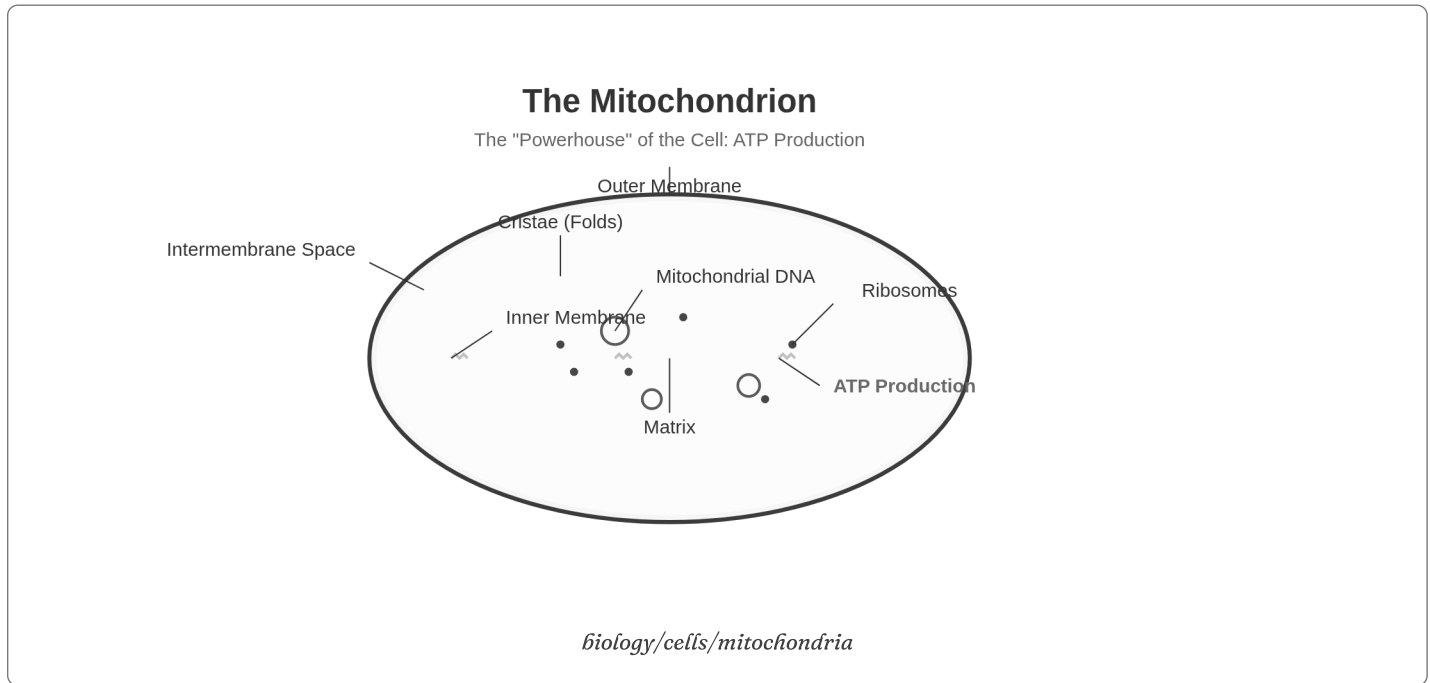 The Mitochondrion
The "Powerhouse" of the Cell: ATP Production
Outer Membrane
Cristae (Folds)
Intermembrane Space
Mitochondrial DNA
Ribosomes
Inner Membrane
ATP Production
Matrix
biology/cells/mitochondria